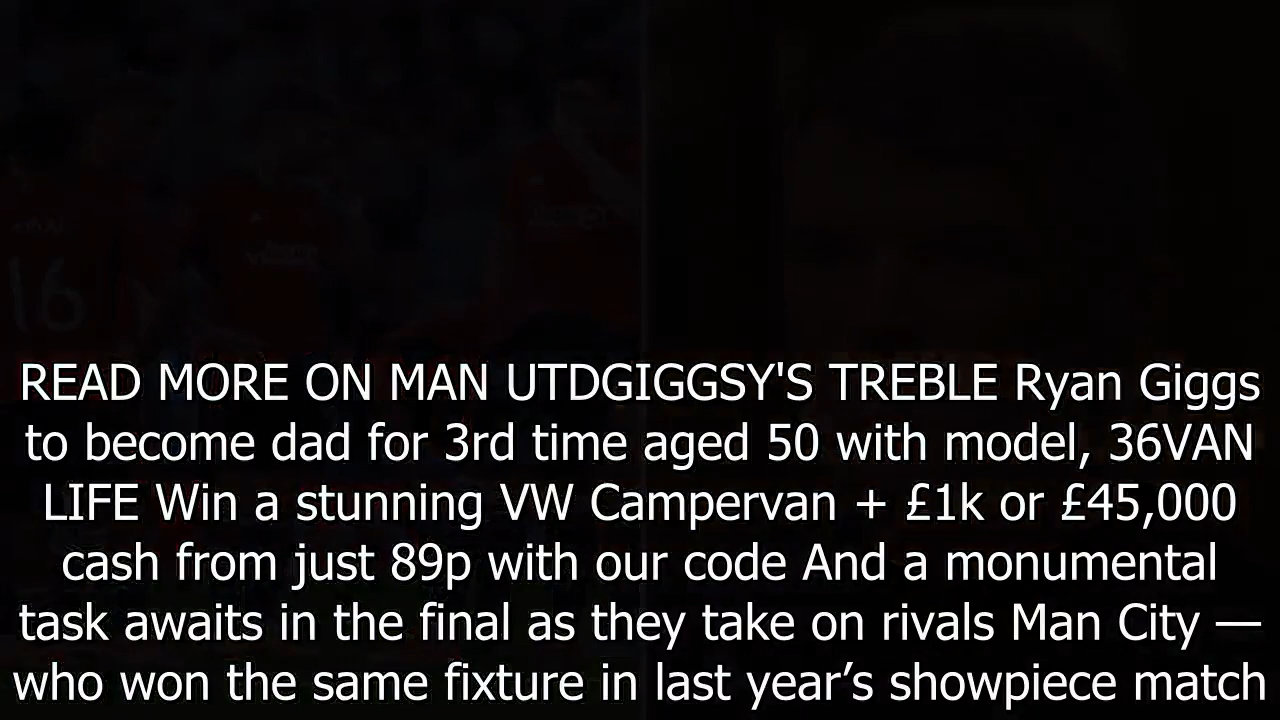 16
READ MORE ON MAN UTDGIGGSY'S TREBLE Ryan Giggs
to become dad for 3rd time aged 50 with model, 36VAN
LIFE Win a stunning VW Campervan + £1k or £45,000
cash from just 89p with our code And a monumental
task awaits in the final as they take on rivals Man City —
who won the same fixture in last year’s showpiece match